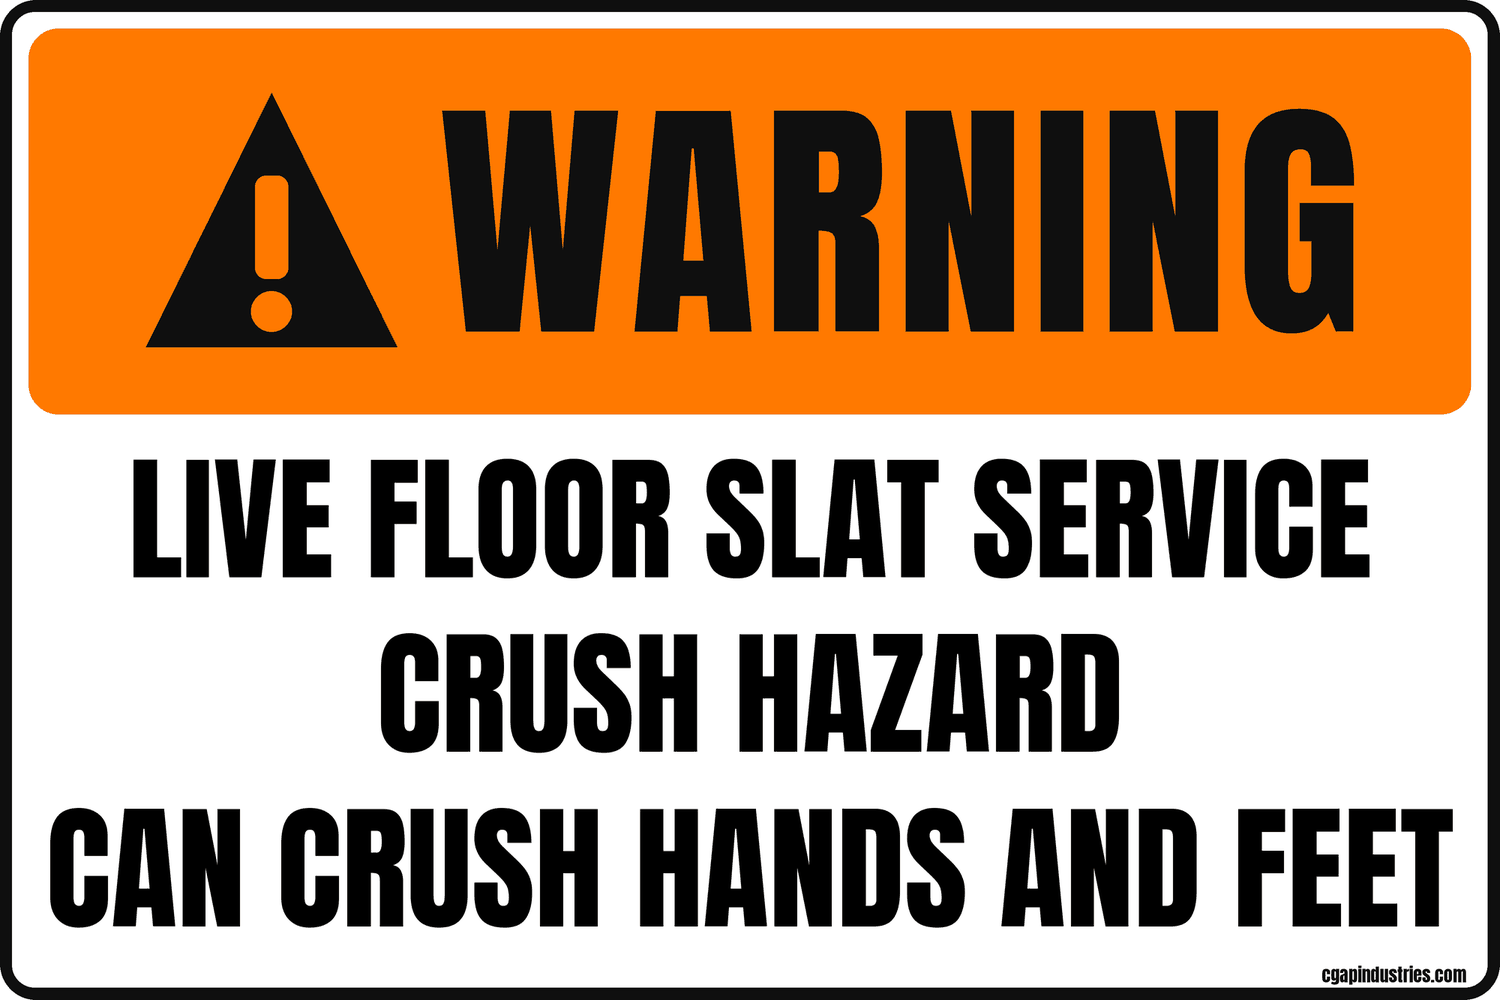 WARNING
LIVE FLOOR SLAT SERVICE
CRUSH HAZARD
CAN CRUSH HANDS AND FEET
cgapindustries.com